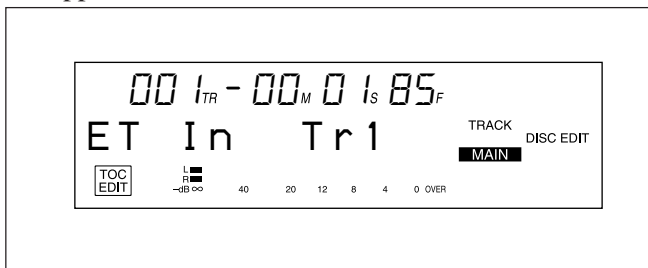 001TR-00M01S85F
ET In Tr1
TRACK
MAIN
DISC EDIT
TOC
EDIT
L
R
-dB ∞ 40 20 12 8 4 0 OVER